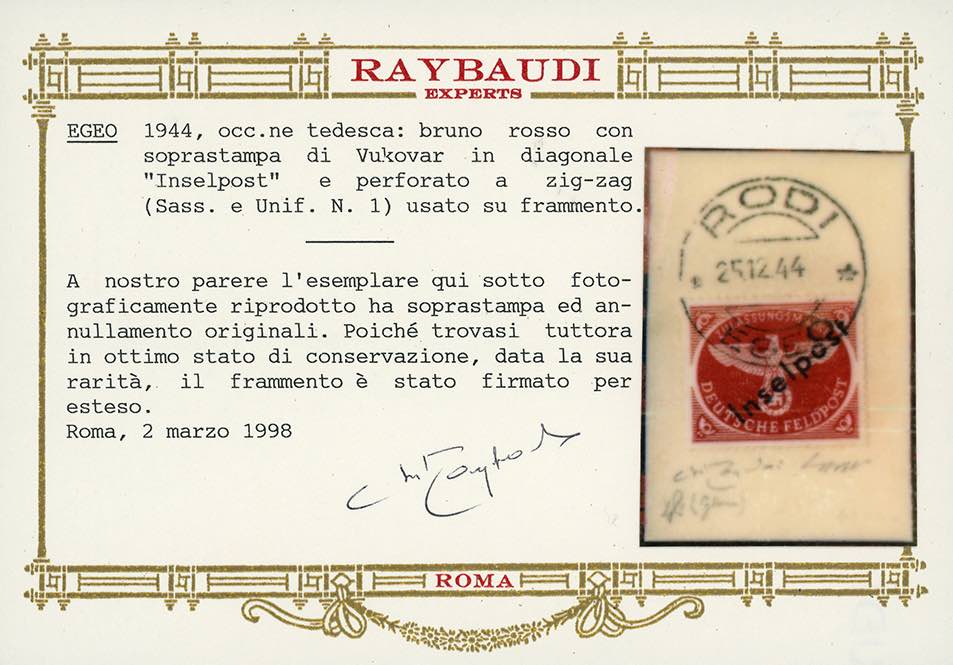 RAYBAUDI
EXPERTS
EGEO 1944, occ.ne tedesca: bruno rosso con
soprastampa di Vukovar in diagonale
"Inselpost" e perforato a zig-zag
(Sass. e Unif. N. 1) usato su frammento.
A nostro parere l'esemplare qui sotto foto-
graficamente riprodotto ha soprastampa ed an-
nullamento originali. Poiché trovasi tuttora
in ottimo stato di conservazione, data la sua
rarità, il frammento è stato firmato per
esteso.
Roma, 2 marzo 1998
RODI
25.12.44
Inselpost
DEUTSCHE FELDPOST
ROMA